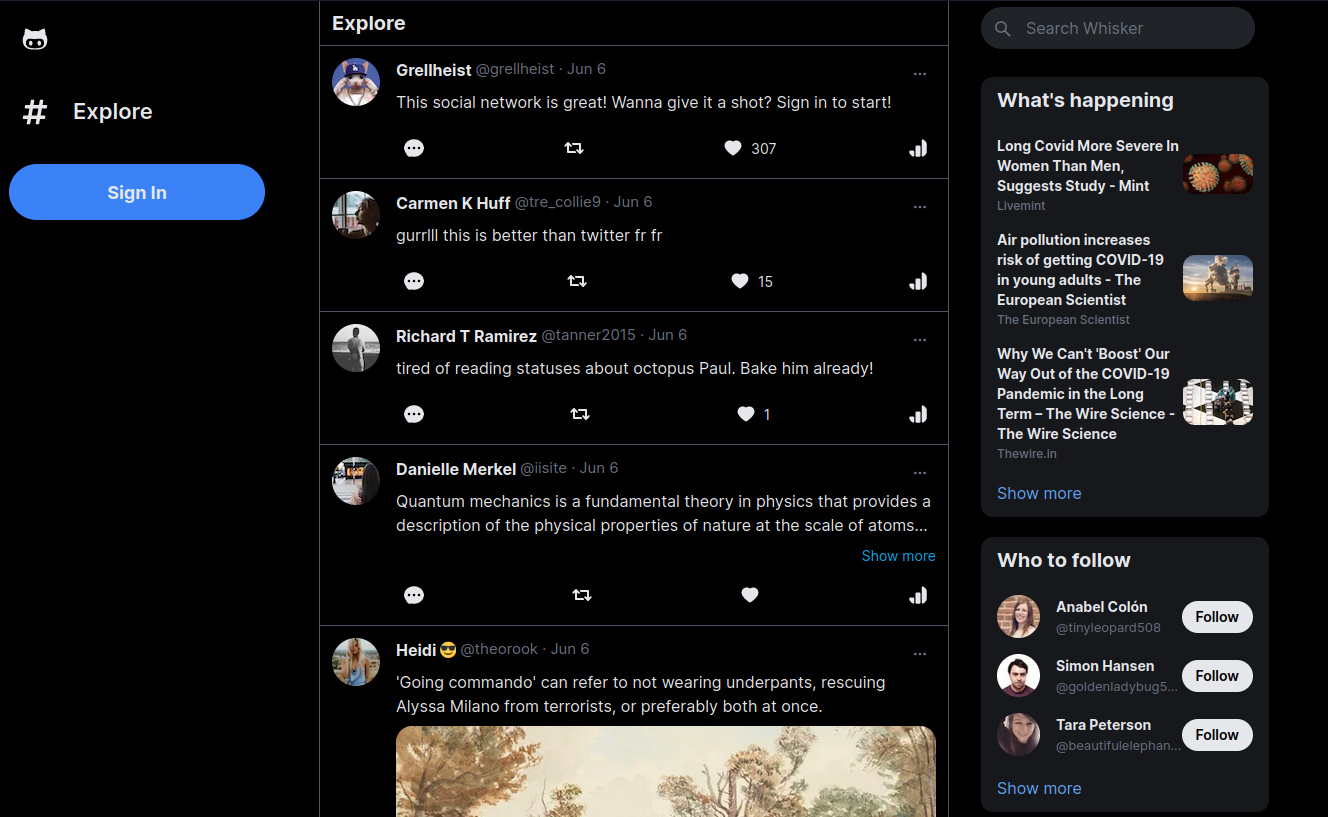 Explore
Sign In
Explore
Grellheist @grellheist · Jun 6
...
This social network is great! Wanna give it a shot? Sign in to start!
307
Carmen K Huff @tre_collie9 · Jun 6
...
gurrlll this is better than twitter fr fr
15
Richard T Ramirez @tanner2015 · Jun 6
...
tired of reading statuses about octopus Paul. Bake him already!
1
Danielle Merkel @iisite · Jun 6
...
Quantum mechanics is a fundamental theory in physics that provides a
description of the physical properties of nature at the scale of atoms...
Show more
Heidi 😎 @theorook · Jun 6
...
'Going commando' can refer to not wearing underpants, rescuing
Alyssa Milano from terrorists, or preferably both at once.
Search Whisker
What's happening
Long Covid More Severe In
Women Than Men,
Suggests Study - Mint
Livemint
Air pollution increases
risk of getting COVID-19
in young adults - The
European Scientist
The European Scientist
Why We Can't 'Boost' Our
Way Out of the COVID-19
Pandemic in the Long
Term – The Wire Science -
The Wire Science
Thewire.in
Show more
Who to follow
Anabel Colón
@tinyleopard508
Follow
Simon Hansen
@goldenladybug5...
Follow
Tara Peterson
@beautifulelephan...
Follow
Show more